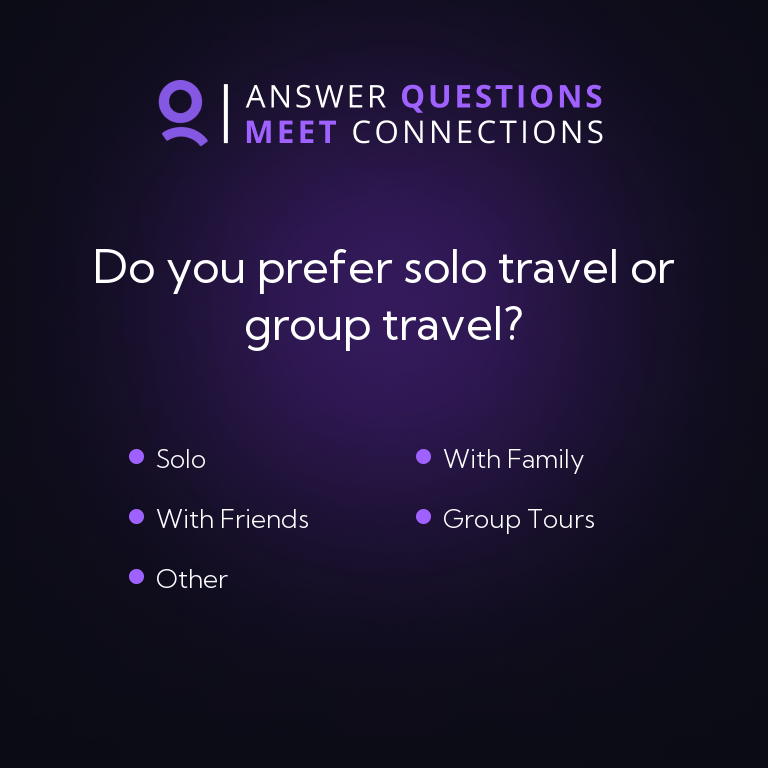 ANSWER QUESTIONS
MEET CONNECTIONS
Do you prefer solo travel or
group travel?
Solo
With Family
With Friends
Group Tours
Other